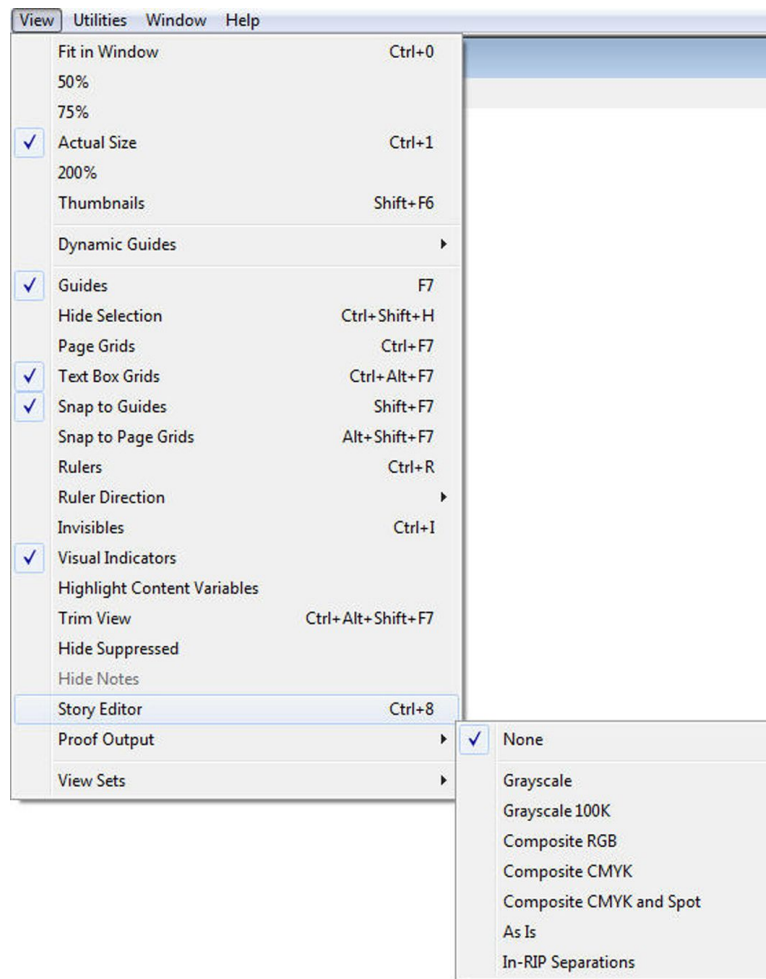 View Utilities Window Help
Fit in Window Ctrl+0
50%
75%
Actual Size Ctrl+1
200%
Thumbnails Shift+F6
Dynamic Guides
Guides F7
Hide Selection Ctrl+Shift+H
Page Grids Ctrl+F7
Text Box Grids Ctrl+Alt+F7
Snap to Guides Shift+F7
Snap to Page Grids Alt+Shift+F7
Rulers Ctrl+R
Ruler Direction
Invisibles Ctrl+I
Visual Indicators
Highlight Content Variables
Trim View Ctrl+Alt+Shift+F7
Hide Suppressed
Hide Notes
Story Editor Ctrl+8
Proof Output
View Sets
None
Grayscale
Grayscale 100K
Composite RGB
Composite CMYK
Composite CMYK and Spot
As Is
In-RIP Separations